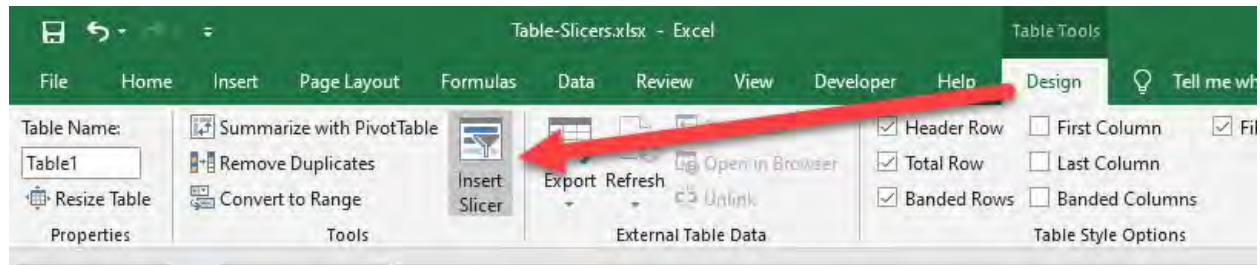 Table-Slicers.xlsx - Excel
Table Tools
File Home Insert Page Layout Formulas Data Review View Developer Help Design Tell me wh
Table Name:
Table1
Resize Table
Properties
Summarize with PivotTable
Remove Duplicates
Convert to Range
Insert
Slicer
Tools
Export Refresh
Open in Browser
Unlink
External Table Data
Header Row First Column Fil
Total Row Last Column
Banded Rows Banded Columns
Table Style Options